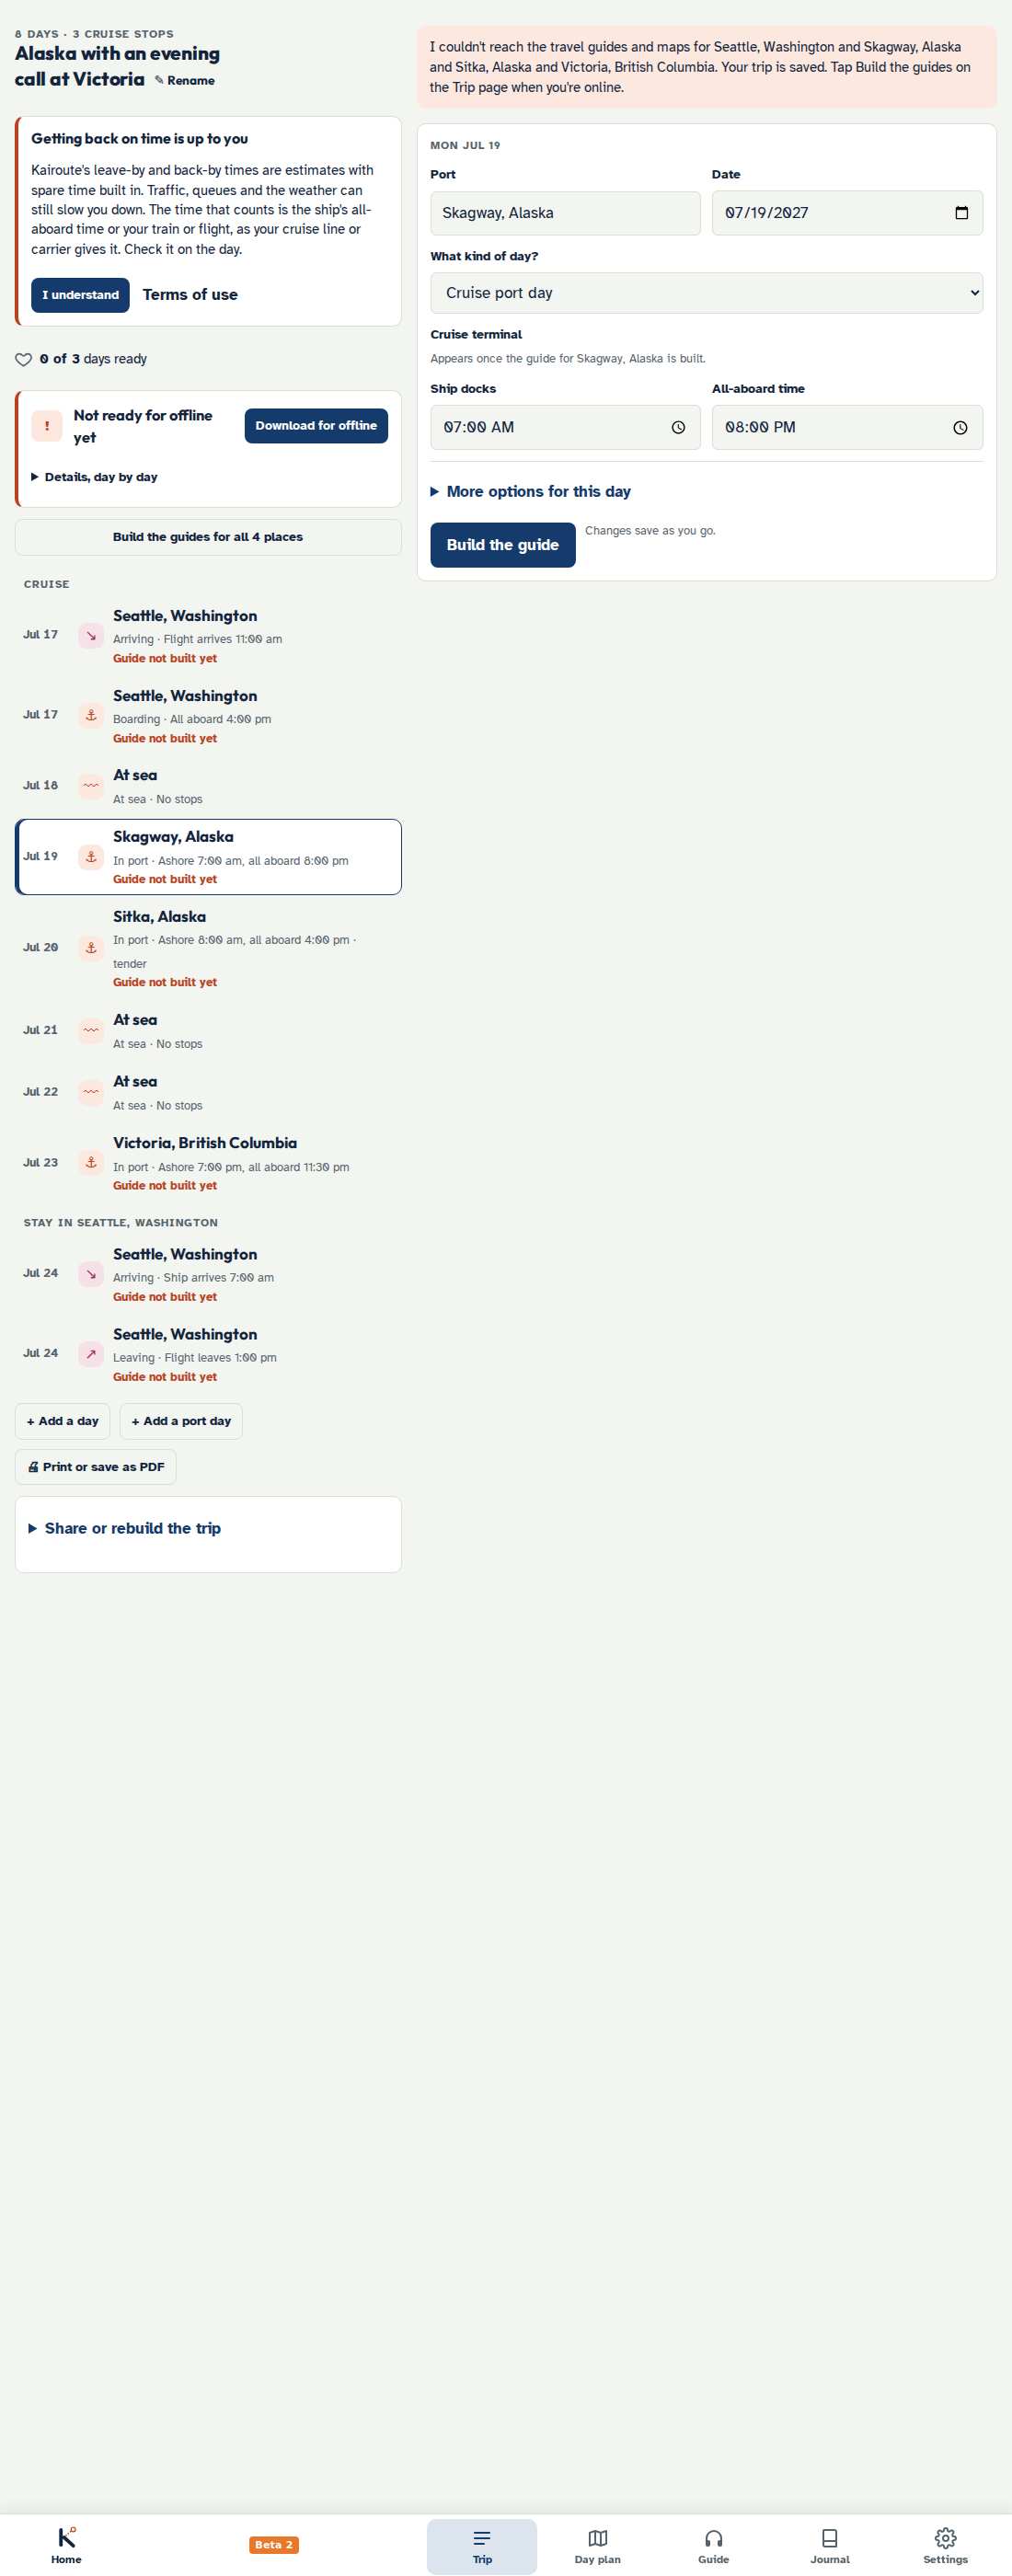 8 DAYS · 3 CRUISE STOPS
Alaska with an evening
call at Victoria ✎ Rename
Getting back on time is up to you
Kairoute's leave-by and back-by times are estimates with
spare time built in. Traffic, queues and the weather can
still slow you down. The time that counts is the ship's all-
aboard time or your train or flight, as your cruise line or
carrier gives it. Check it on the day.
I understand
Terms of use
0 of 3 days ready
!
Not ready for offline
yet
Download for offline
▶ Details, day by day
Build the guides for all 4 places
CRUISE
Jul 17
Seattle, Washington
Arriving · Flight arrives 11:00 am
Guide not built yet
Jul 17
Seattle, Washington
Boarding · All aboard 4:00 pm
Guide not built yet
Jul 18
At sea
At sea · No stops
Jul 19
Skagway, Alaska
In port · Ashore 7:00 am, all aboard 8:00 pm
Guide not built yet
Jul 20
Sitka, Alaska
In port · Ashore 8:00 am, all aboard 4:00 pm ·
tender
Guide not built yet
Jul 21
At sea
At sea · No stops
Jul 22
At sea
At sea · No stops
Jul 23
Victoria, British Columbia
In port · Ashore 7:00 pm, all aboard 11:30 pm
Guide not built yet
STAY IN SEATTLE, WASHINGTON
Jul 24
Seattle, Washington
Arriving · Ship arrives 7:00 am
Guide not built yet
Jul 24
Seattle, Washington
Leaving · Flight leaves 1:00 pm
Guide not built yet
+ Add a day
+ Add a port day
Print or save as PDF
▶ Share or rebuild the trip
I couldn't reach the travel guides and maps for Seattle, Washington and Skagway, Alaska
and Sitka, Alaska and Victoria, British Columbia. Your trip is saved. Tap Build the guides on
the Trip page when you're online.
MON JUL 19
Port
Date
Skagway, Alaska
07/19/2027
What kind of day?
Cruise port day
Cruise terminal
Appears once the guide for Skagway, Alaska is built.
Ship docks
All-aboard time
07:00 AM
08:00 PM
▶ More options for this day
Build the guide
Changes save as you go.
Home
Beta 2
Trip
Day plan
Guide
Journal
Settings